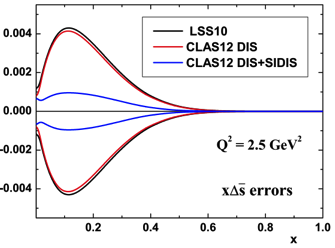 0.004
0.002
0.000
-0.002
-0.004
LSS10
CLAS12 DIS
CLAS12 DIS+SIDIS
Q² = 2.5 GeV²
xΔs̅ errors
0.2 0.4 0.6 0.8 1.0
x